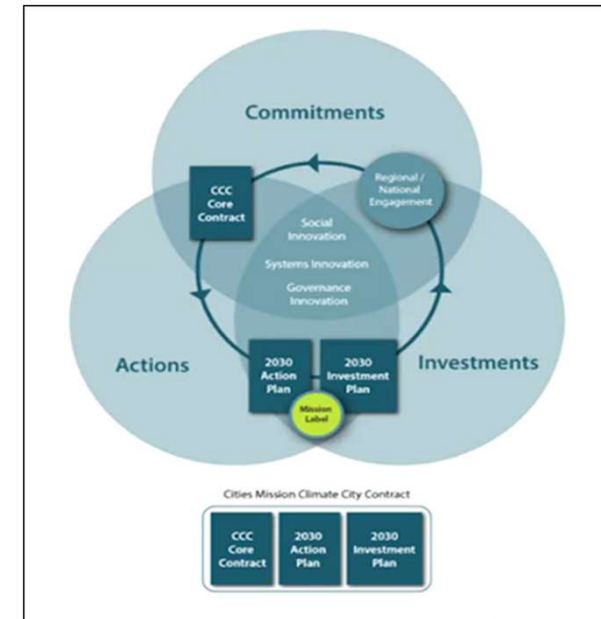 Commitments
CCC
Core
Contract
Regional /
National
Engagement
Social
Innovation
Systems Innovation
Governance
Innovation
Actions
2030
Action
Plan
2030
Investment
Plan
Investments
Mission
Label
Cities Mission Climate City Contract
CCC
Core
Contract
2030
Action
Plan
2030
Investment
Plan